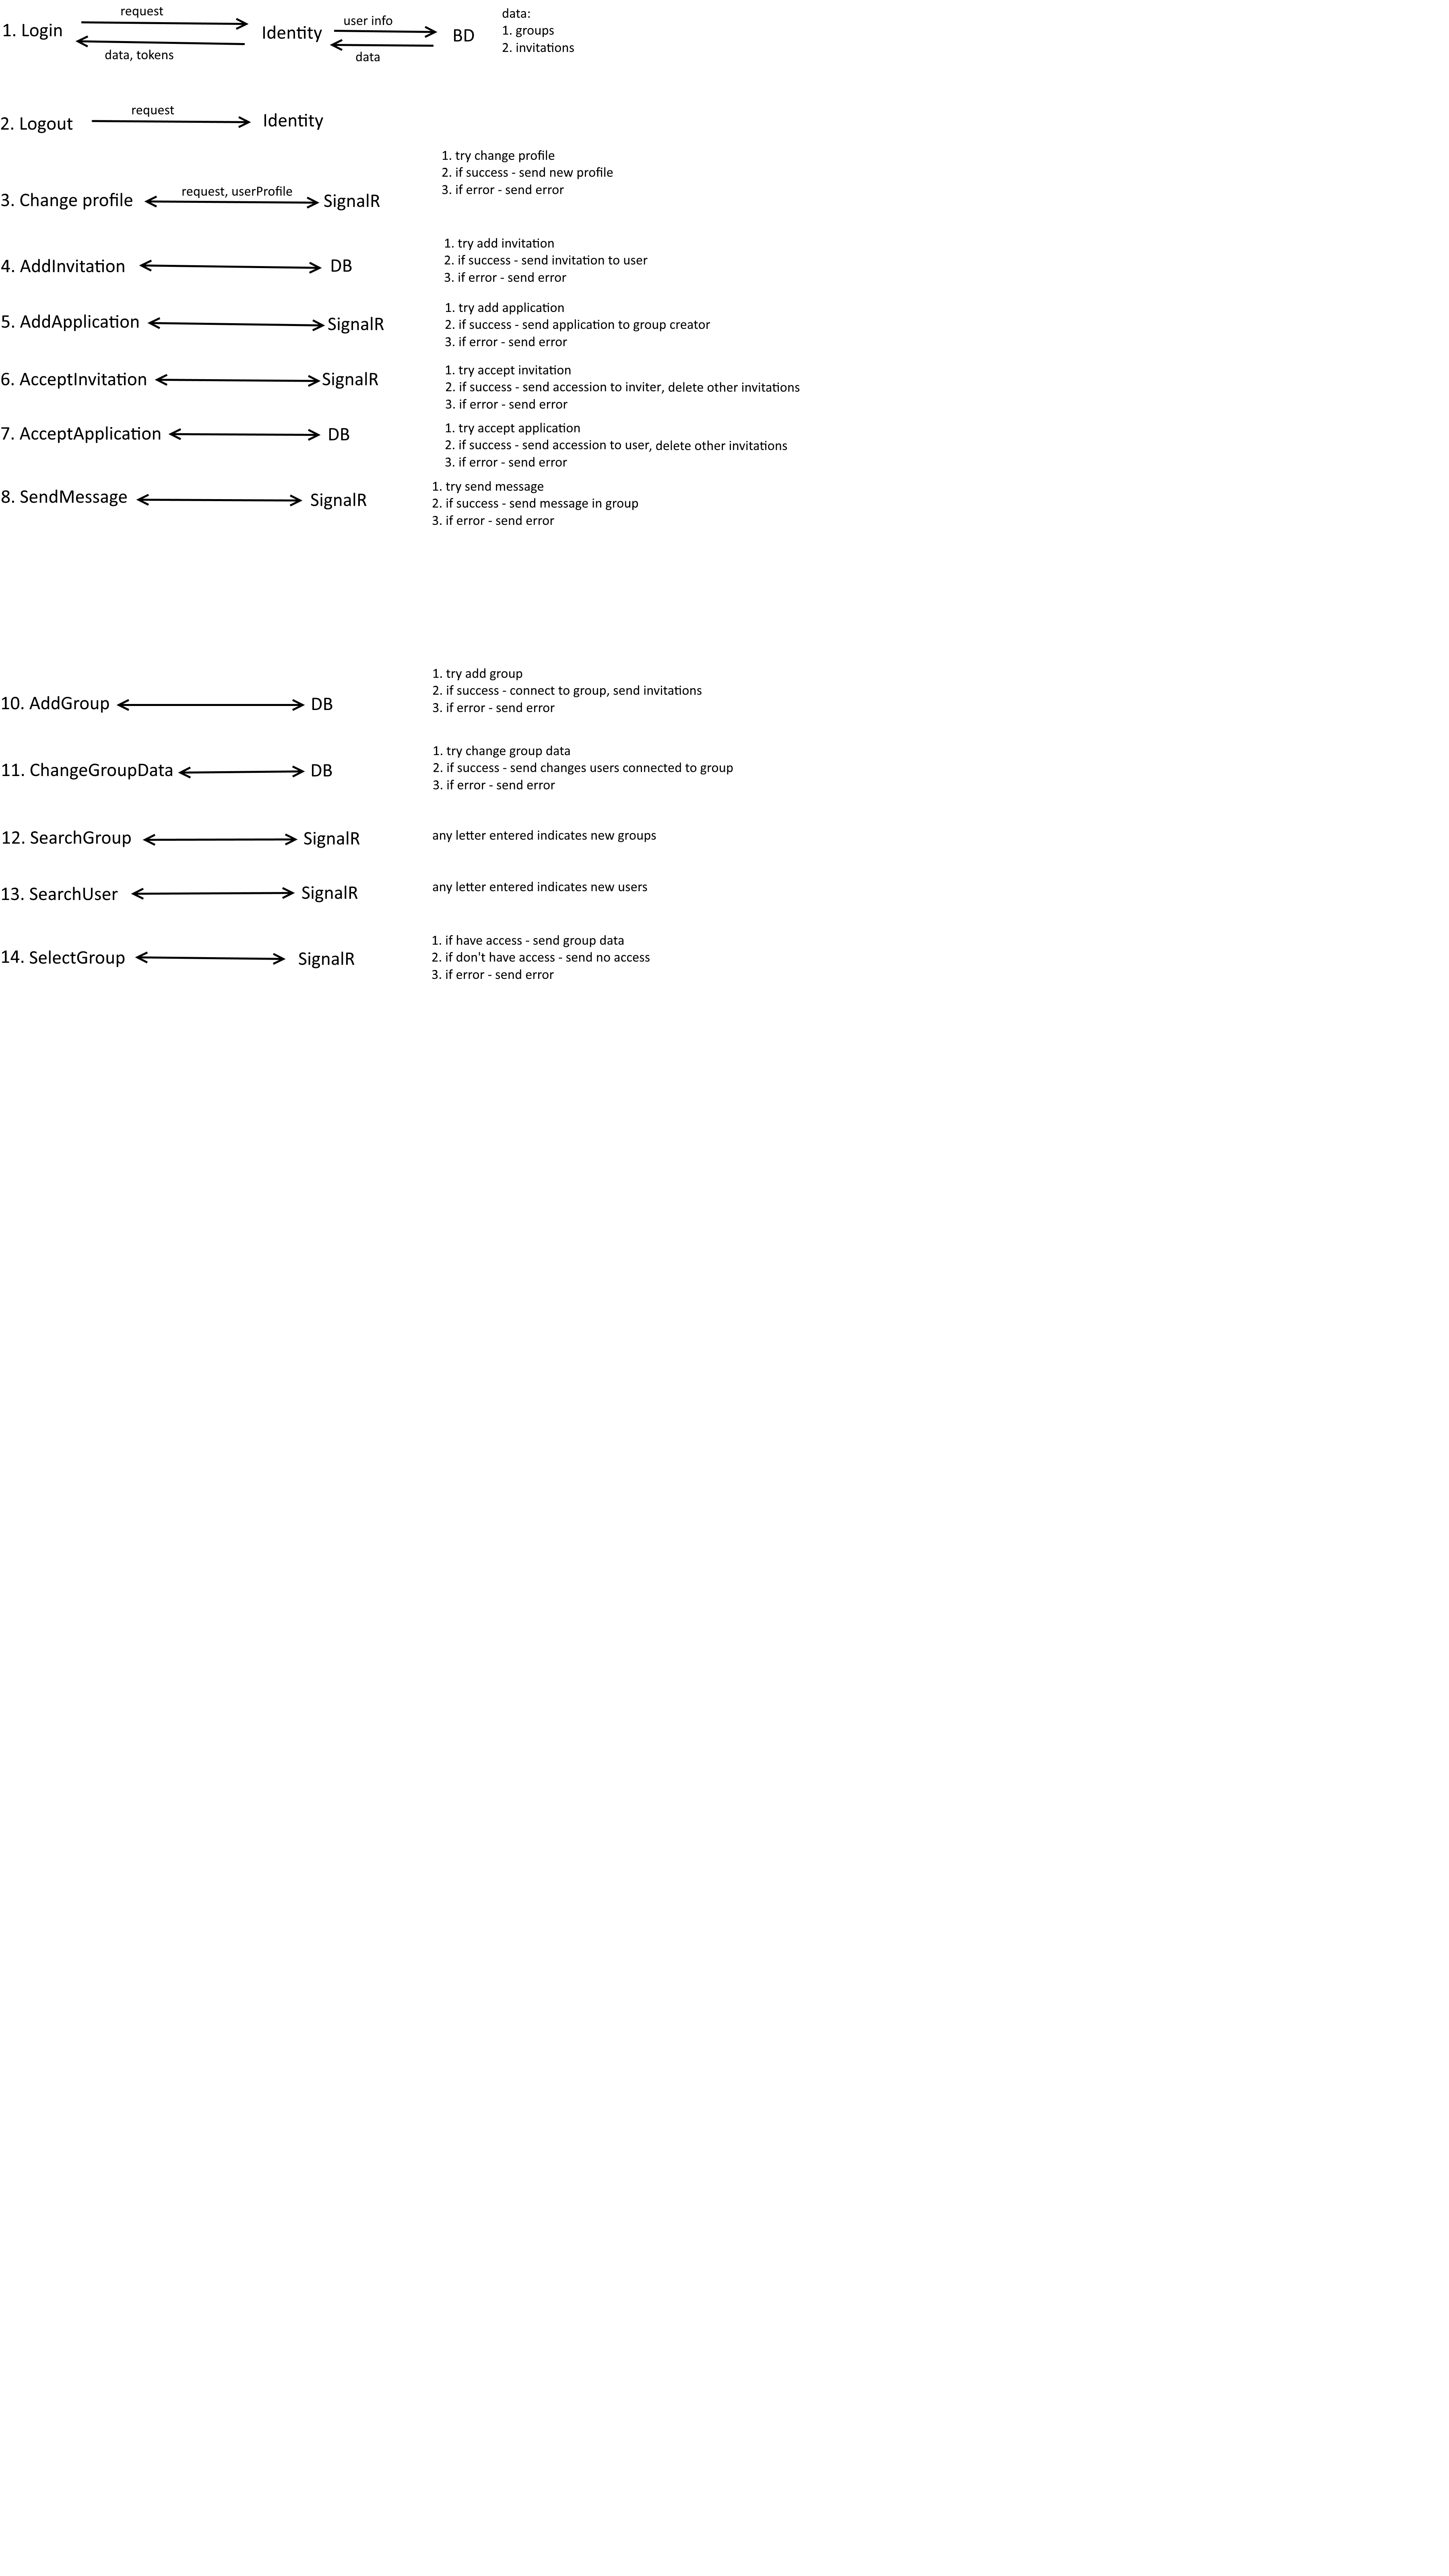 request
1. Login
Identity
user info
BD
data:
1. groups
2. invitations
data, tokens
data
request
2. Logout
Identity
1. try change profile
2. if success - send new profile
3. if error - send error
request, userProfile
3. Change profile
SignalR
1. try add invitation
2. if success - send invitation to user
3. if error - send error
4. AddInvitation
DB
1. try add application
2. if success - send application to group creator
3. if error - send error
5. AddApplication
SignalR
1. try accept invitation
2. if success - send accession to inviter, delete other invitations
3. if error - send error
6. AcceptInvitation
SignalR
1. try accept application
2. if success - send accession to user, delete other invitations
3. if error - send error
7. AcceptApplication
DB
1. try send message
2. if success - send message in group
3. if error - send error
8. SendMessage
SignalR
1. try add group
2. if success - connect to group, send invitations
3. if error - send error
10. AddGroup
DB
1. try change group data
2. if success - send changes users connected to group
3. if error - send error
11. ChangeGroupData
DB
12. SearchGroup
SignalR
any letter entered indicates new groups
13. SearchUser
SignalR
any letter entered indicates new users
1. if have access - send group data
2. if don't have access - send no access
3. if error - send error
14. SelectGroup
SignalR